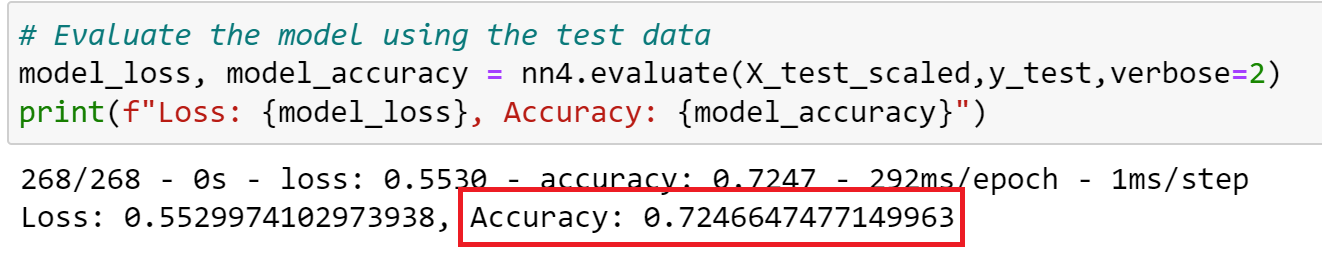 # Evaluate the model using the test data
model_loss, model_accuracy = nn4.evaluate(X_test_scaled,y_test,verbose=2)
print(f"Loss: {model_loss}, Accuracy: {model_accuracy}")
268/268 - 0s - loss: 0.5530 - accuracy: 0.7247 - 292ms/epoch - 1ms/step
Loss: 0.5529974102973938, Accuracy: 0.7246647477149963